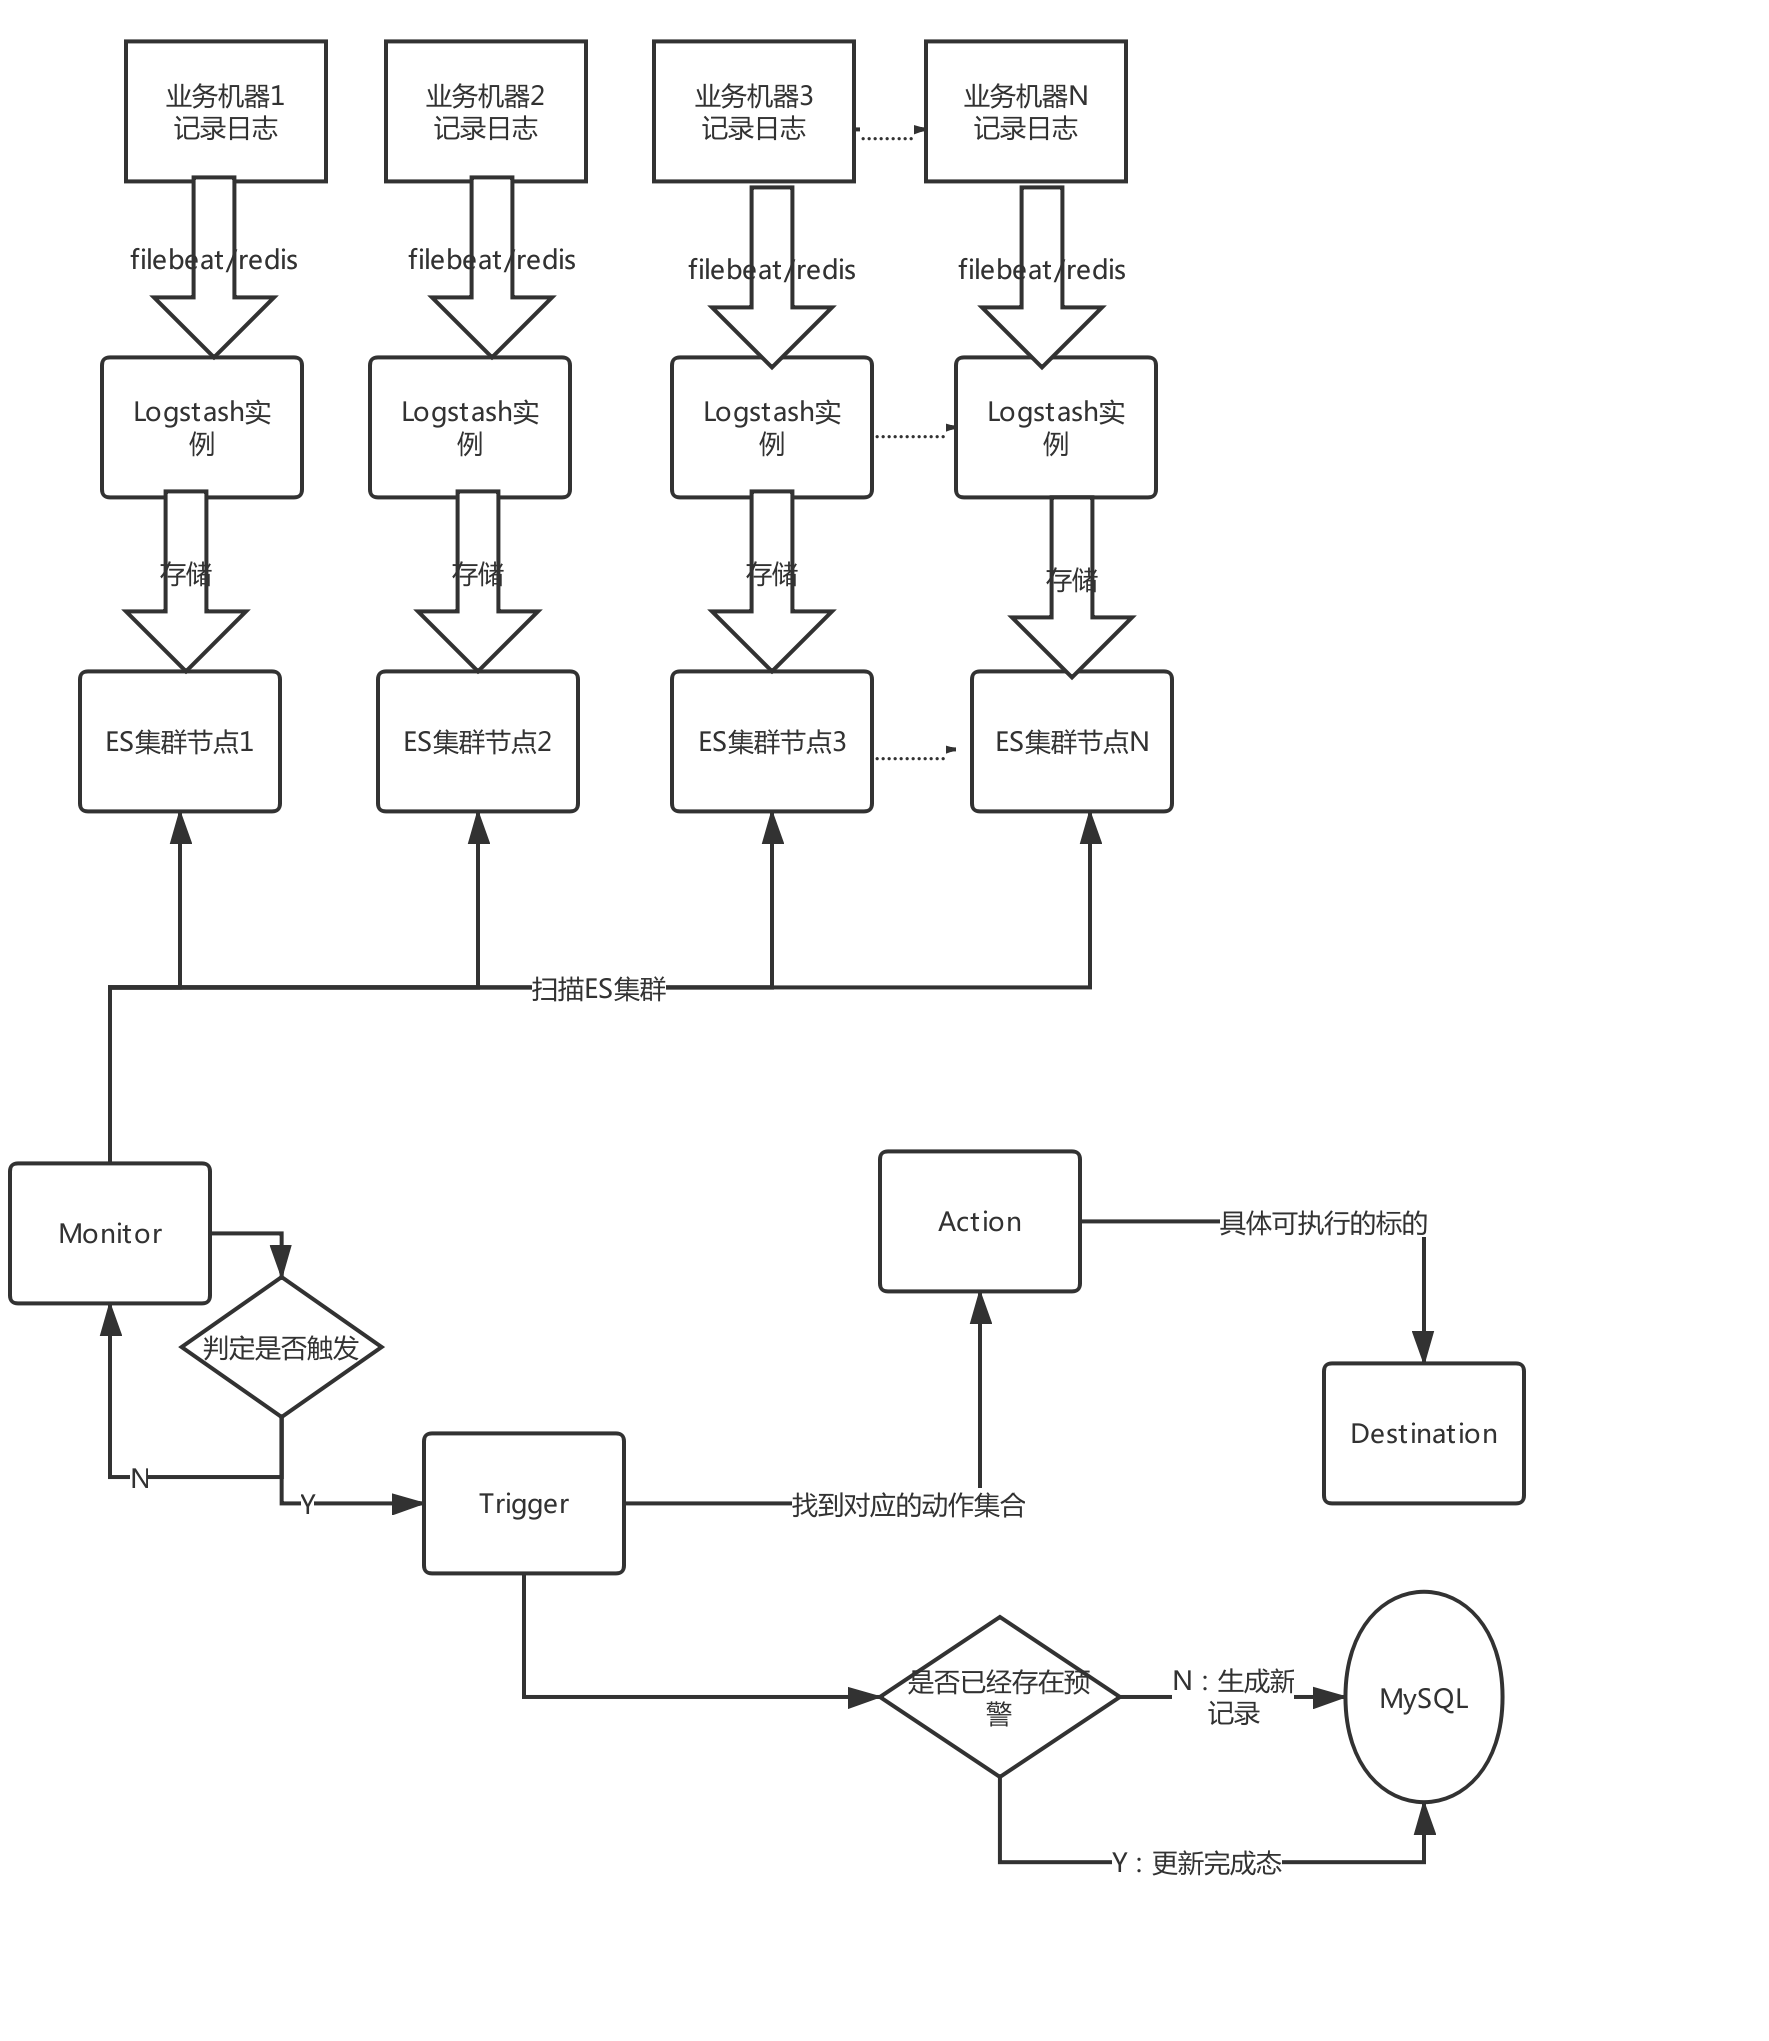 业务机器1
记录日志
业务机器2
记录日志
业务机器3
记录日志
业务机器N
记录日志
filebeat/redis
filebeat/redis
filebeat/redis
filebeat/redis
Logstash实
例
Logstash实
例
Logstash实
例
Logstash实
例
存储
存储
存储
存储
ES集群节点1
ES集群节点2
ES集群节点3
ES集群节点N
扫描ES集群
Monitor
Action
具体可执行的标的
判定是否触发
Destination
N
Y
Trigger
找到对应的动作集合
是否已经存在预
警
N：生成新
记录
MySQL
Y：更新完成态